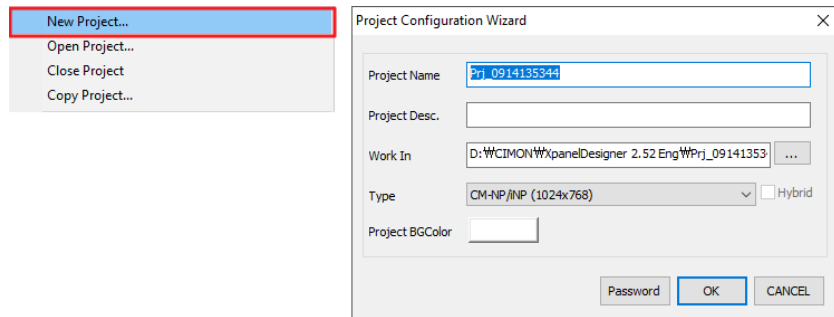 New Project...
Open Project...
Close Project
Copy Project...
Project Configuration Wizard
Project Name
Prj_0914135344
Project Desc.
Work In
D:₩CIMON₩XpanelDesigner 2.52 Eng₩Prj_09141353
...
Type
CM-NP/iNP (1024x768)
Hybrid
Project BGColor
Password
OK
CANCEL